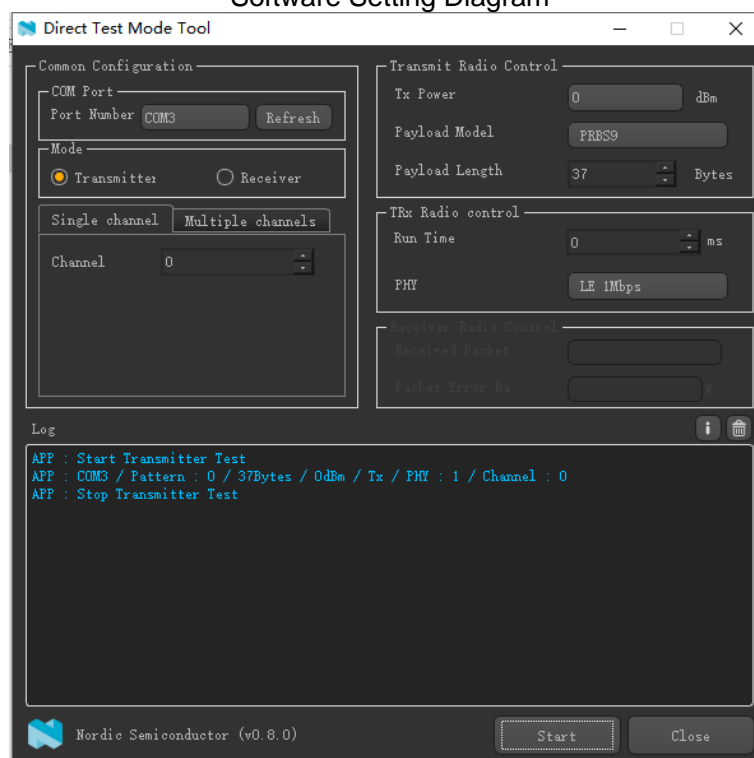 Software Setting Diagram
Direct Test Mode Tool
Common Configuration
COM Port
Port Number COM3 Refresh
Mode
Transmitter Receiver
Single channel Multiple channels
Channel 0
Transmit Radio Control
Tx Power 0 dBm
Payload Model PRBS9
Payload Length 37 Bytes
TRx Radio control
Run Time 0 ms
PHY LE 1Mbps
Receiver Radio Control
Received Packet
Packet Error Ra %
Log
i
APP : Start Transmitter Test
APP : COM3 / Pattern : 0 / 37Bytes / 0dBm / Tx / PHY : 1 / Channel : 0
APP : Stop Transmitter Test
Nordic Semiconductor (v0.8.0) Start Close